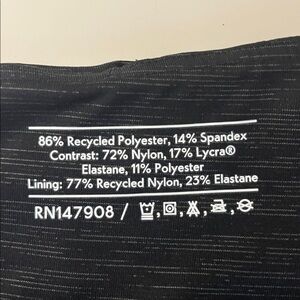 86% Recycled Polyester, 14% Spandex
Contrast: 72% Nylon, 17% Lycra®
Elastane, 11% Polyester
Lining: 77% Recycled Nylon, 23% Elastane
RN147908 /